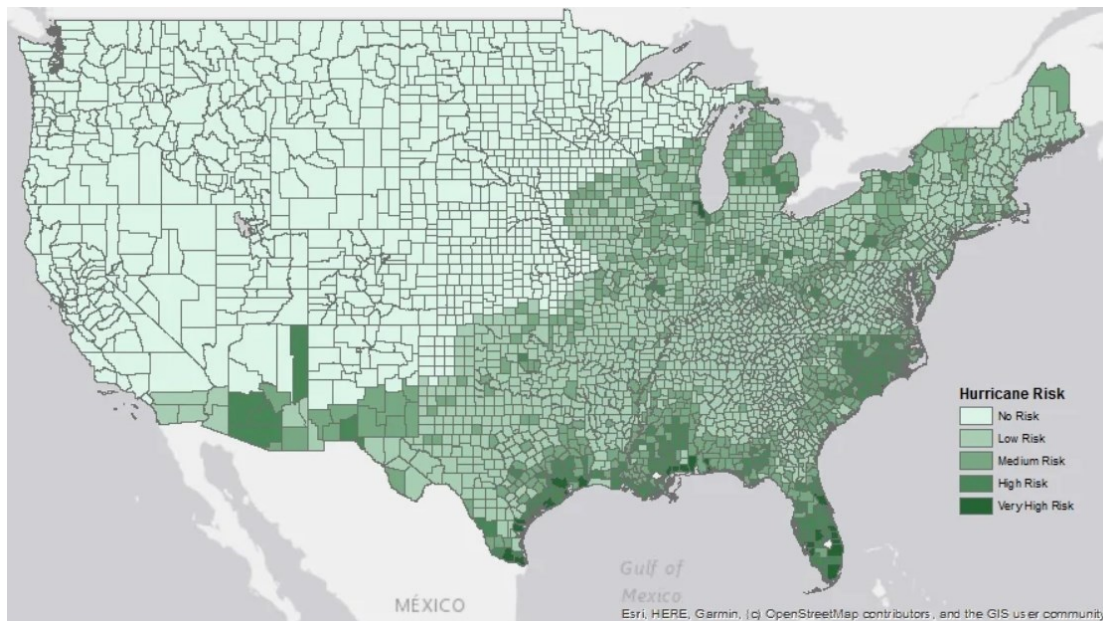 Hurricane Risk
No Risk
Low Risk
Medium Risk
High Risk
Very High Risk
Gulf of
Mexico
MÉXICO
Esri, HERE, Garmin, (c) OpenStreetMap contributors, and the GIS user community